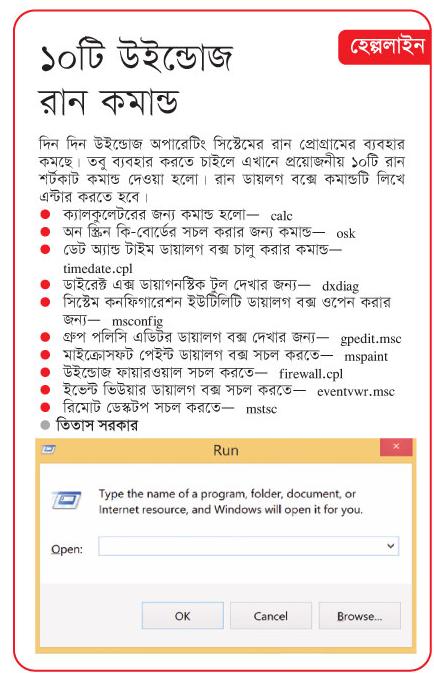 হেল্পলাইন
১০টি উইন্ডোজ
রান কমান্ড
দিন দিন উইন্ডোজ অপারেটিং সিস্টেমের রান প্রোগ্রামের ব্যবহার
কমছে। তবু ব্যবহার করতে চাইলে এখানে প্রয়োজনীয় ১০টি রান
শর্টকাট কমান্ড দেওয়া হলো। রান ডায়লগ বক্সে কমান্ডটি লিখে
এন্টার করতে হবে।
● ক্যালকুলেটরের জন্য কমান্ড হলো— calc
● অন স্ক্রিন কি-বোর্ডের সচল করার জন্য কমান্ড— osk
● ডেট অ্যান্ড টাইম ডায়ালগ বক্স চালু করার কমান্ড—
timedate.cpl
● ডাইরেক্ট এক্স ডায়াগনস্টিক টুল দেখার জন্য— dxdiag
● সিস্টেম কনফিগারেশন ইউটিলিটি ডায়ালগ বক্স ওপেন করার
জন্য— msconfig
● গ্রুপ পলিসি এডিটর ডায়ালগ বক্স দেখার জন্য— gpedit.msc
● মাইক্রোসফট পেইন্ট ডায়ালগ বক্স সচল করতে— mspaint
● উইন্ডোজ ফায়ারওয়াল সচল করতে— firewall.cpl
● ইভেন্ট ভিউয়ার ডায়ালগ বক্স সচল করতে— eventvwr.msc
● রিমোট ডেস্কটপ সচল করতে— mstsc
● তিতাস সরকার
Run
Type the name of a program, folder, document, or
Internet resource, and Windows will open it for you.
Open:
OK Cancel Browse...